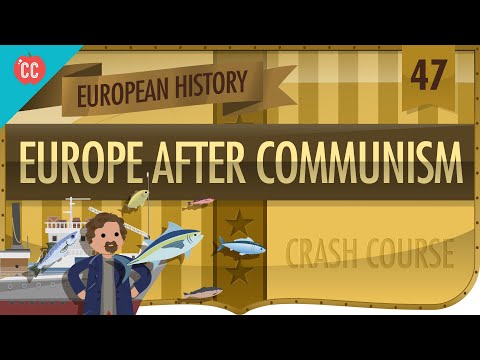 CC
EUROPEAN HISTORY
47
EUROPE AFTER COMMUNISM
CRASH COURSE